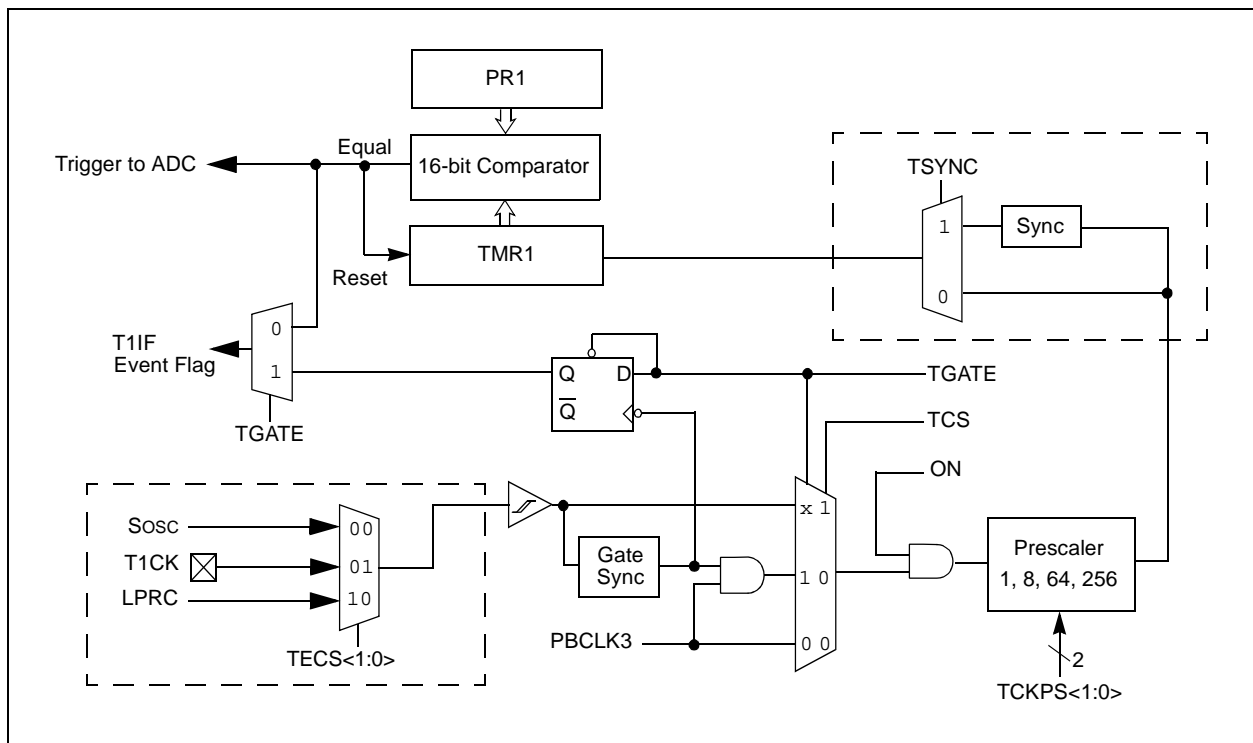 PR1
Equal
16-bit Comparator
Trigger to ADC
TSYNC
1
Sync
TMR1
Reset
0
0
T1IF
Event Flag
1
TGATE
Q
D
Q
TGATE
TCS
ON
SOSC
00
T1CK
01
LPRC
10
TECS<1:0>
x 1
Gate
Sync
1 0
PBCLK3
0 0
Prescaler
1, 8, 64, 256
2
TCKPS<1:0>